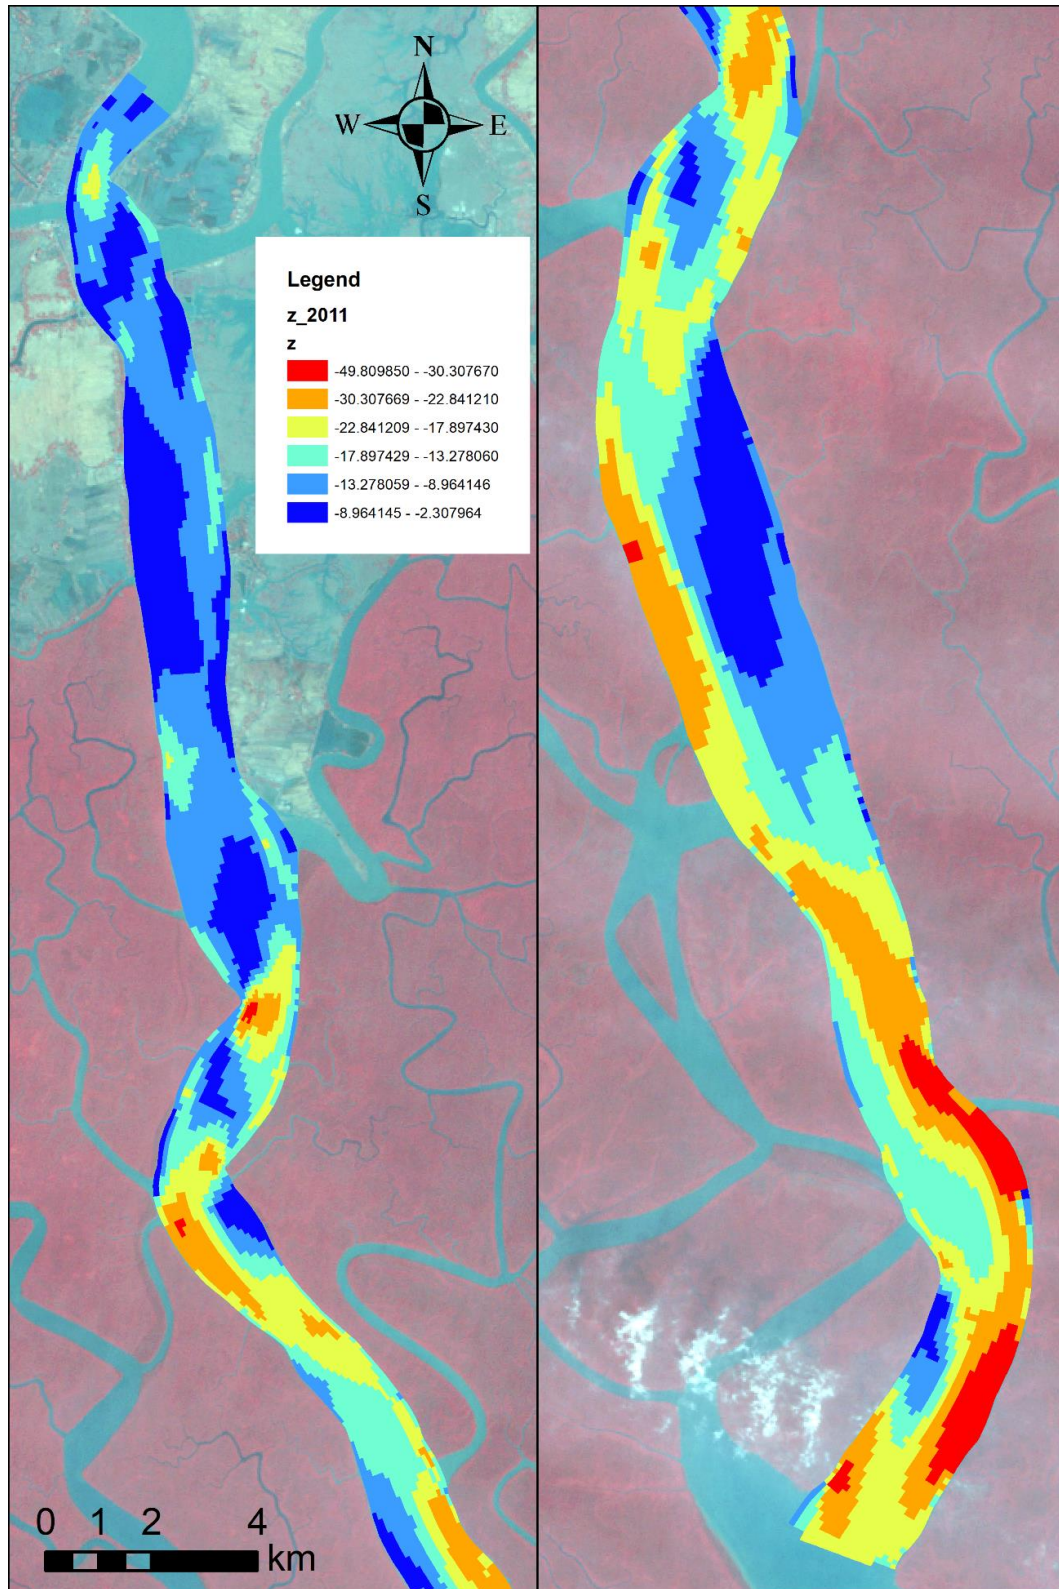 N
W E
S
Legend
z_2011
z
-49.809850 - -30.307670
-30.307669 - -22.841210
-22.841209 - -17.897430
-17.897429 - -13.278060
-13.278059 - -8.964146
-8.964145 - -2.307964
0 1 2 4
km